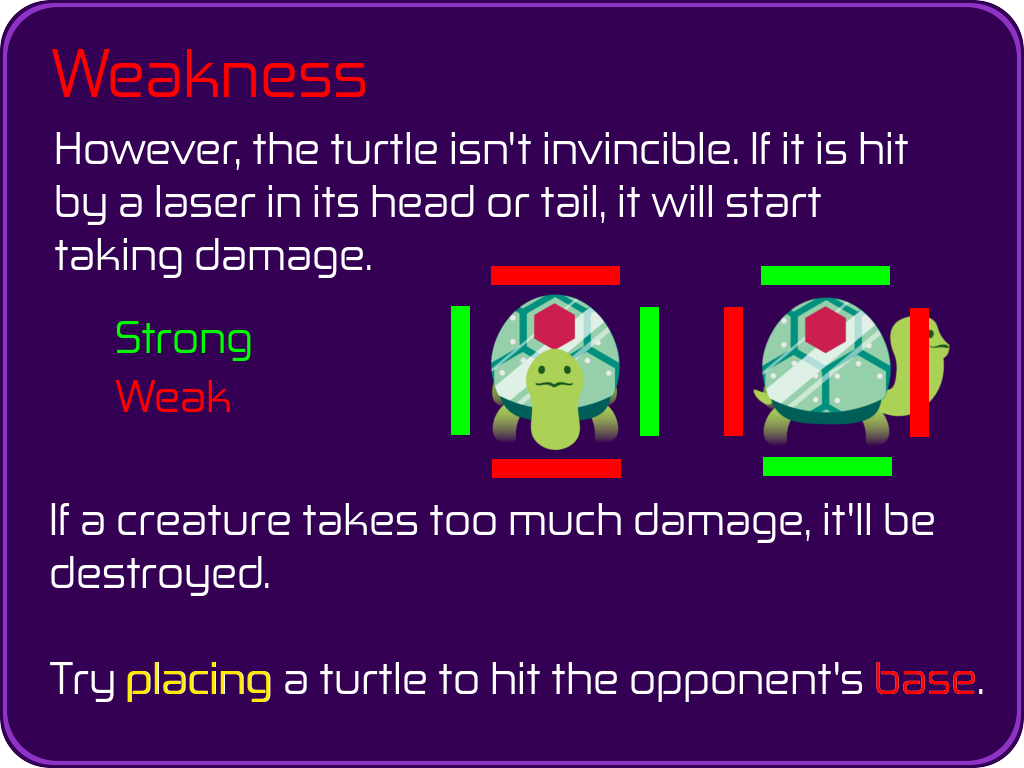 Weakness
However, the turtle isn't invincible. If it is hit
by a laser in its head or tail, it will start
taking damage.
Strong
Weak
If a creature takes too much damage, it'll be
destroyed.
Try placing a turtle to hit the opponent's base.